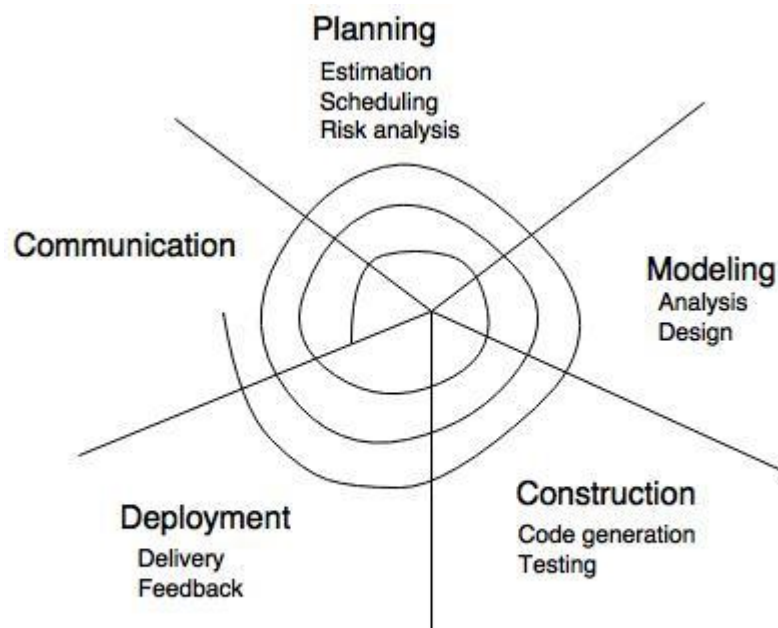 Planning
Estimation
Scheduling
Risk analysis
Communication
Modeling
Analysis
Design
Construction
Code generation
Testing
Deployment
Delivery
Feedback